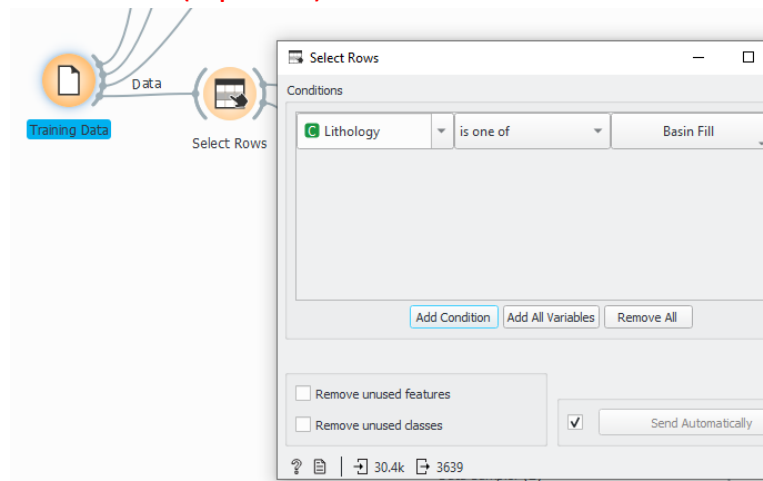 Select Rows
Conditions
Data
C Lithology is one of Basin Fill
Training Data
Select Rows
Add Condition Add All Variables Remove All
Remove unused features
Remove unused classes
Send Automatically
? 30.4k 3639